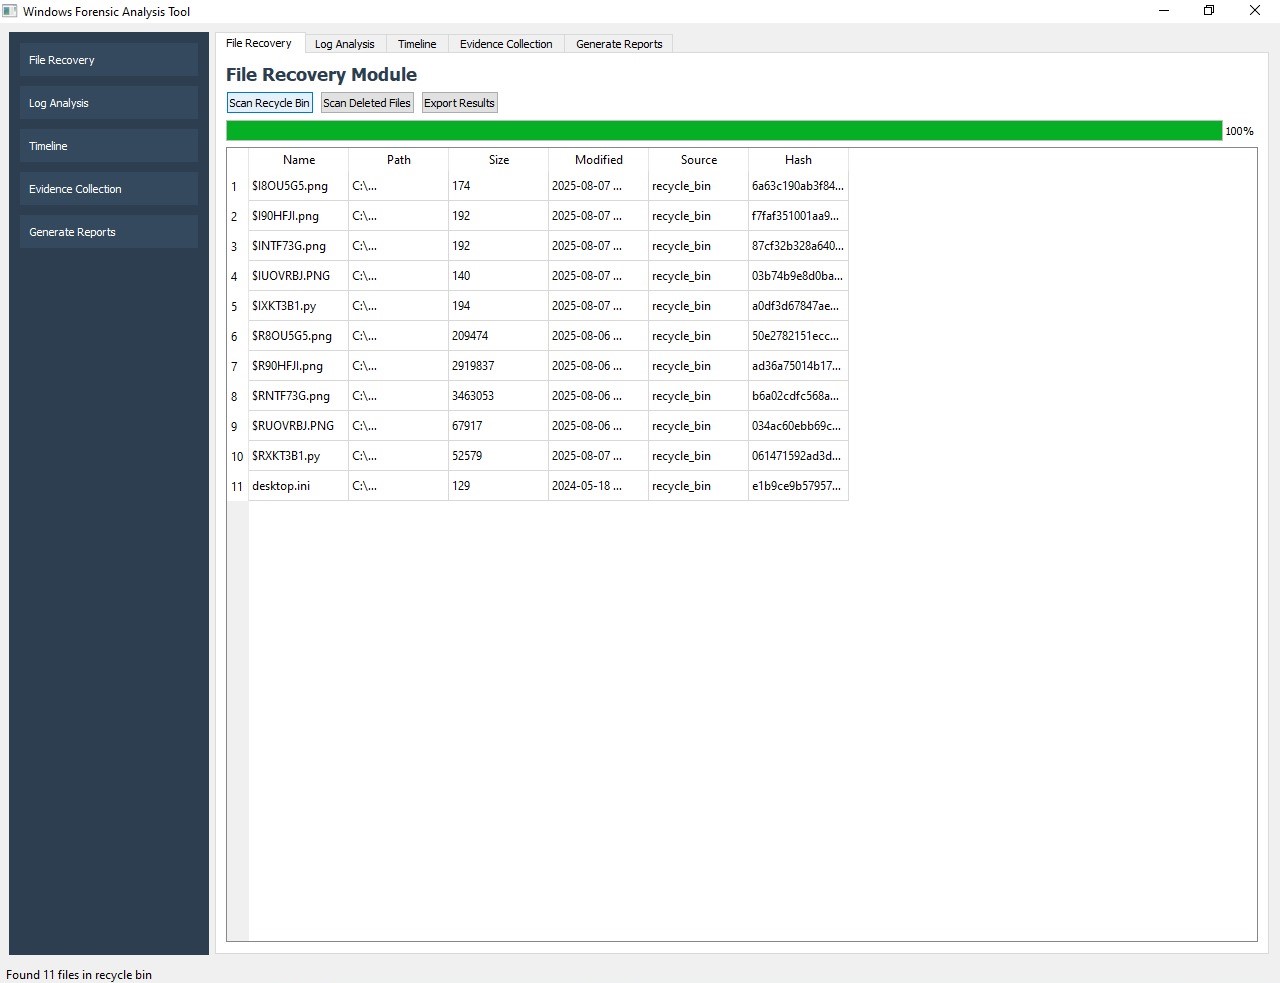 Windows Forensic Analysis Tool
File Recovery
Log Analysis
Timeline
Evidence Collection
Generate Reports
File Recovery Log Analysis Timeline Evidence Collection Generate Reports
File Recovery Module
Scan Recycle Bin Scan Deleted Files Export Results
100%
Name Path Size Modified Source Hash
1 $I8OU5G5.png C:\... 174 2025-08-07 ... recycle_bin 6a63c190ab3f84...
2 $I90HFJI.png C:\... 192 2025-08-07 ... recycle_bin f7faf351001aa9...
3 $INTF73G.png C:\... 192 2025-08-07 ... recycle_bin 87cf32b328a640...
4 $IUOVRBJ.PNG C:\... 140 2025-08-07 ... recycle_bin 03b74b9e8d0ba...
5 $IXKT3B1.py C:\... 194 2025-08-07 ... recycle_bin a0df3d67847ae...
6 $R8OU5G5.png C:\... 209474 2025-08-06 ... recycle_bin 50e2782151ecc...
7 $R90HFJI.png C:\... 2919837 2025-08-06 ... recycle_bin ad36a75014b17...
8 $RNTF73G.png C:\... 3463053 2025-08-06 ... recycle_bin b6a02cdfc568a...
9 $RUOVRBJ.PNG C:\... 67917 2025-08-06 ... recycle_bin 034ac60ebb69c...
10 $RXKT3B1.py C:\... 52579 2025-08-07 ... recycle_bin 061471592ad3d...
11 desktop.ini C:\... 129 2024-05-18 ... recycle_bin e1b9ce9b57957...
Found 11 files in recycle bin